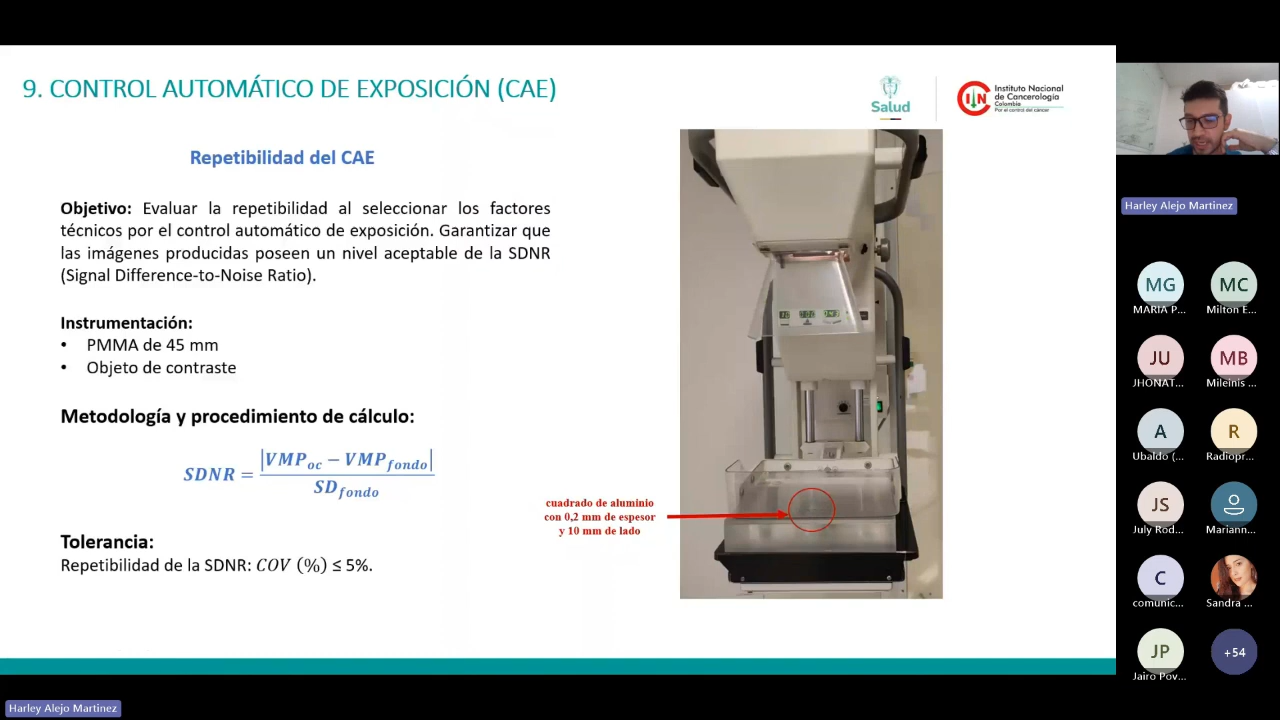 9. CONTROL AUTOMÁTICO DE EXPOSICIÓN (CAE)
Salud
Instituto Nacional
de Cancerología
Colombia
Por el control del cáncer
Repetibilidad del CAE
Objetivo: Evaluar la repetibilidad al seleccionar los factores
técnicos por el control automático de exposición. Garantizar que
las imágenes producidas poseen un nivel aceptable de la SDNR
(Signal Difference-to-Noise Ratio).
Instrumentación:
• PMMA de 45 mm
• Objeto de contraste
Metodología y procedimiento de cálculo:
SDNR = |VMP_oc − VMP_fondo| / SD_fondo
cuadrado de aluminio
con 0,2 mm de espesor
y 10 mm de lado
Tolerancia:
Repetibilidad de la SDNR: COV (%) ≤ 5%.
Harley Alejo Martinez
MG MC
MARIA P... Milton E...
JU MB
JHONAT... Mileinis ...
A R
Ubaldo (... Radiopr...
JS
July Rod... Mariann...
C
comunic... Sandra ...
JP +54
Jairo Pov...
Harley Alejo Martinez